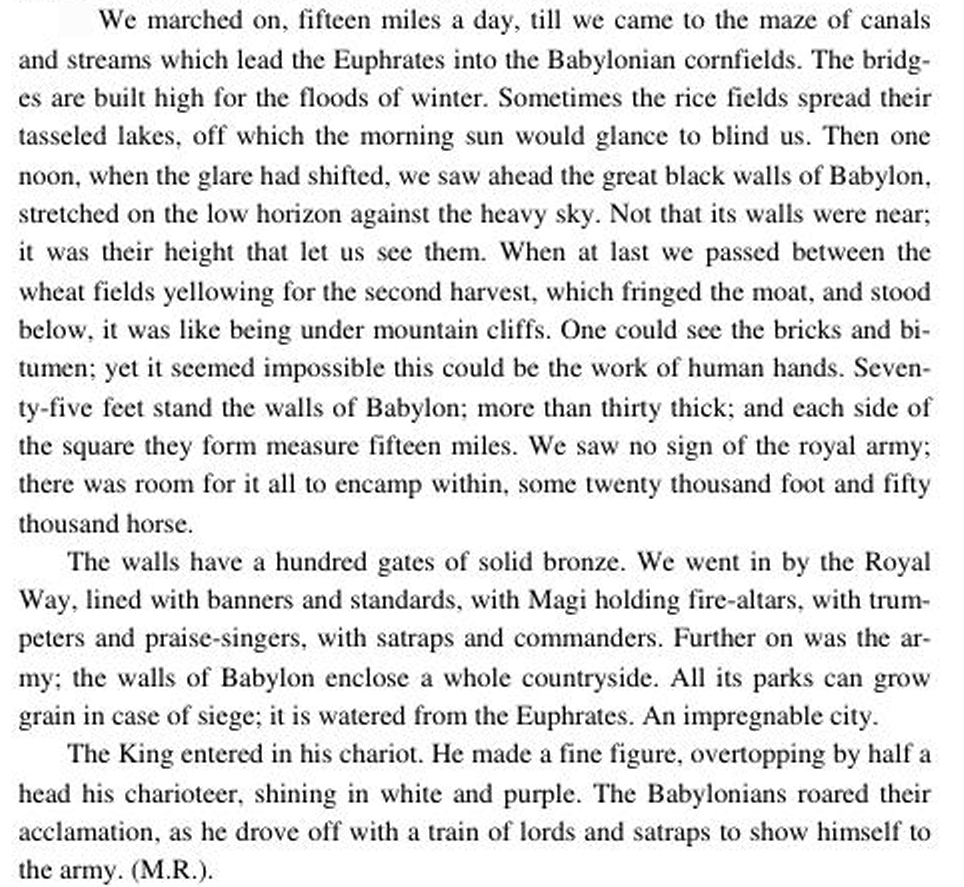 We marched on, fifteen miles a day, till we came to the maze of canals
and streams which lead the Euphrates into the Babylonian cornfields. The bridg-
es are built high for the floods of winter. Sometimes the rice fields spread their
tasseled lakes, off which the morning sun would glance to blind us. Then one
noon, when the glare had shifted, we saw ahead the great black walls of Babylon,
stretched on the low horizon against the heavy sky. Not that its walls were near;
it was their height that let us see them. When at last we passed between the
wheat fields yellowing for the second harvest, which fringed the moat, and stood
below, it was like being under mountain cliffs. One could see the bricks and bi-
tumen; yet it seemed impossible this could be the work of human hands. Seven-
ty-five feet stand the walls of Babylon; more than thirty thick; and each side of
the square they form measure fifteen miles. We saw no sign of the royal army;
there was room for it all to encamp within, some twenty thousand foot and fifty
thousand horse.
The walls have a hundred gates of solid bronze. We went in by the Royal
Way, lined with banners and standards, with Magi holding fire-altars, with trum-
peters and praise-singers, with satraps and commanders. Further on was the ar-
my; the walls of Babylon enclose a whole countryside. All its parks can grow
grain in case of siege; it is watered from the Euphrates. An impregnable city.
The King entered in his chariot. He made a fine figure, overtopping by half a
head his charioteer, shining in white and purple. The Babylonians roared their
acclamation, as he drove off with a train of lords and satraps to show himself to
the army. (M.R.).